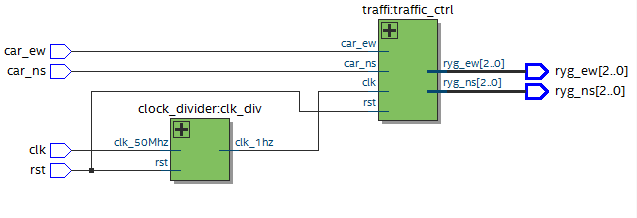 traffi:traffic_ctrl
car_ew
car_ew
car_ns
car_ns
clk
rst
ryg_ew[2..0]
ryg_ns[2..0]
ryg_ew[2..0]
ryg_ns[2..0]
clock_divider:clk_div
clk
rst
clk_50Mhz
rst
clk_1hz